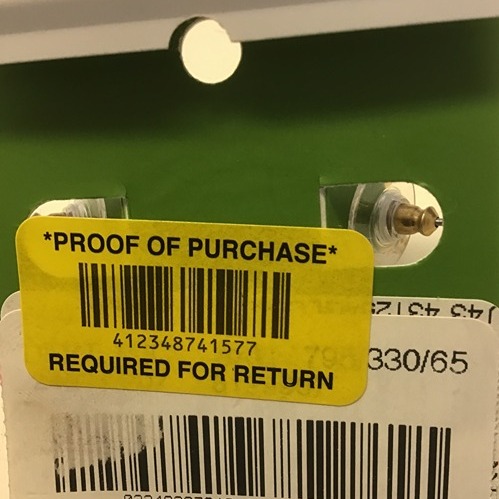 *PROOF OF PURCHASE*
412348741577
REQUIRED FOR RETURN
330/65